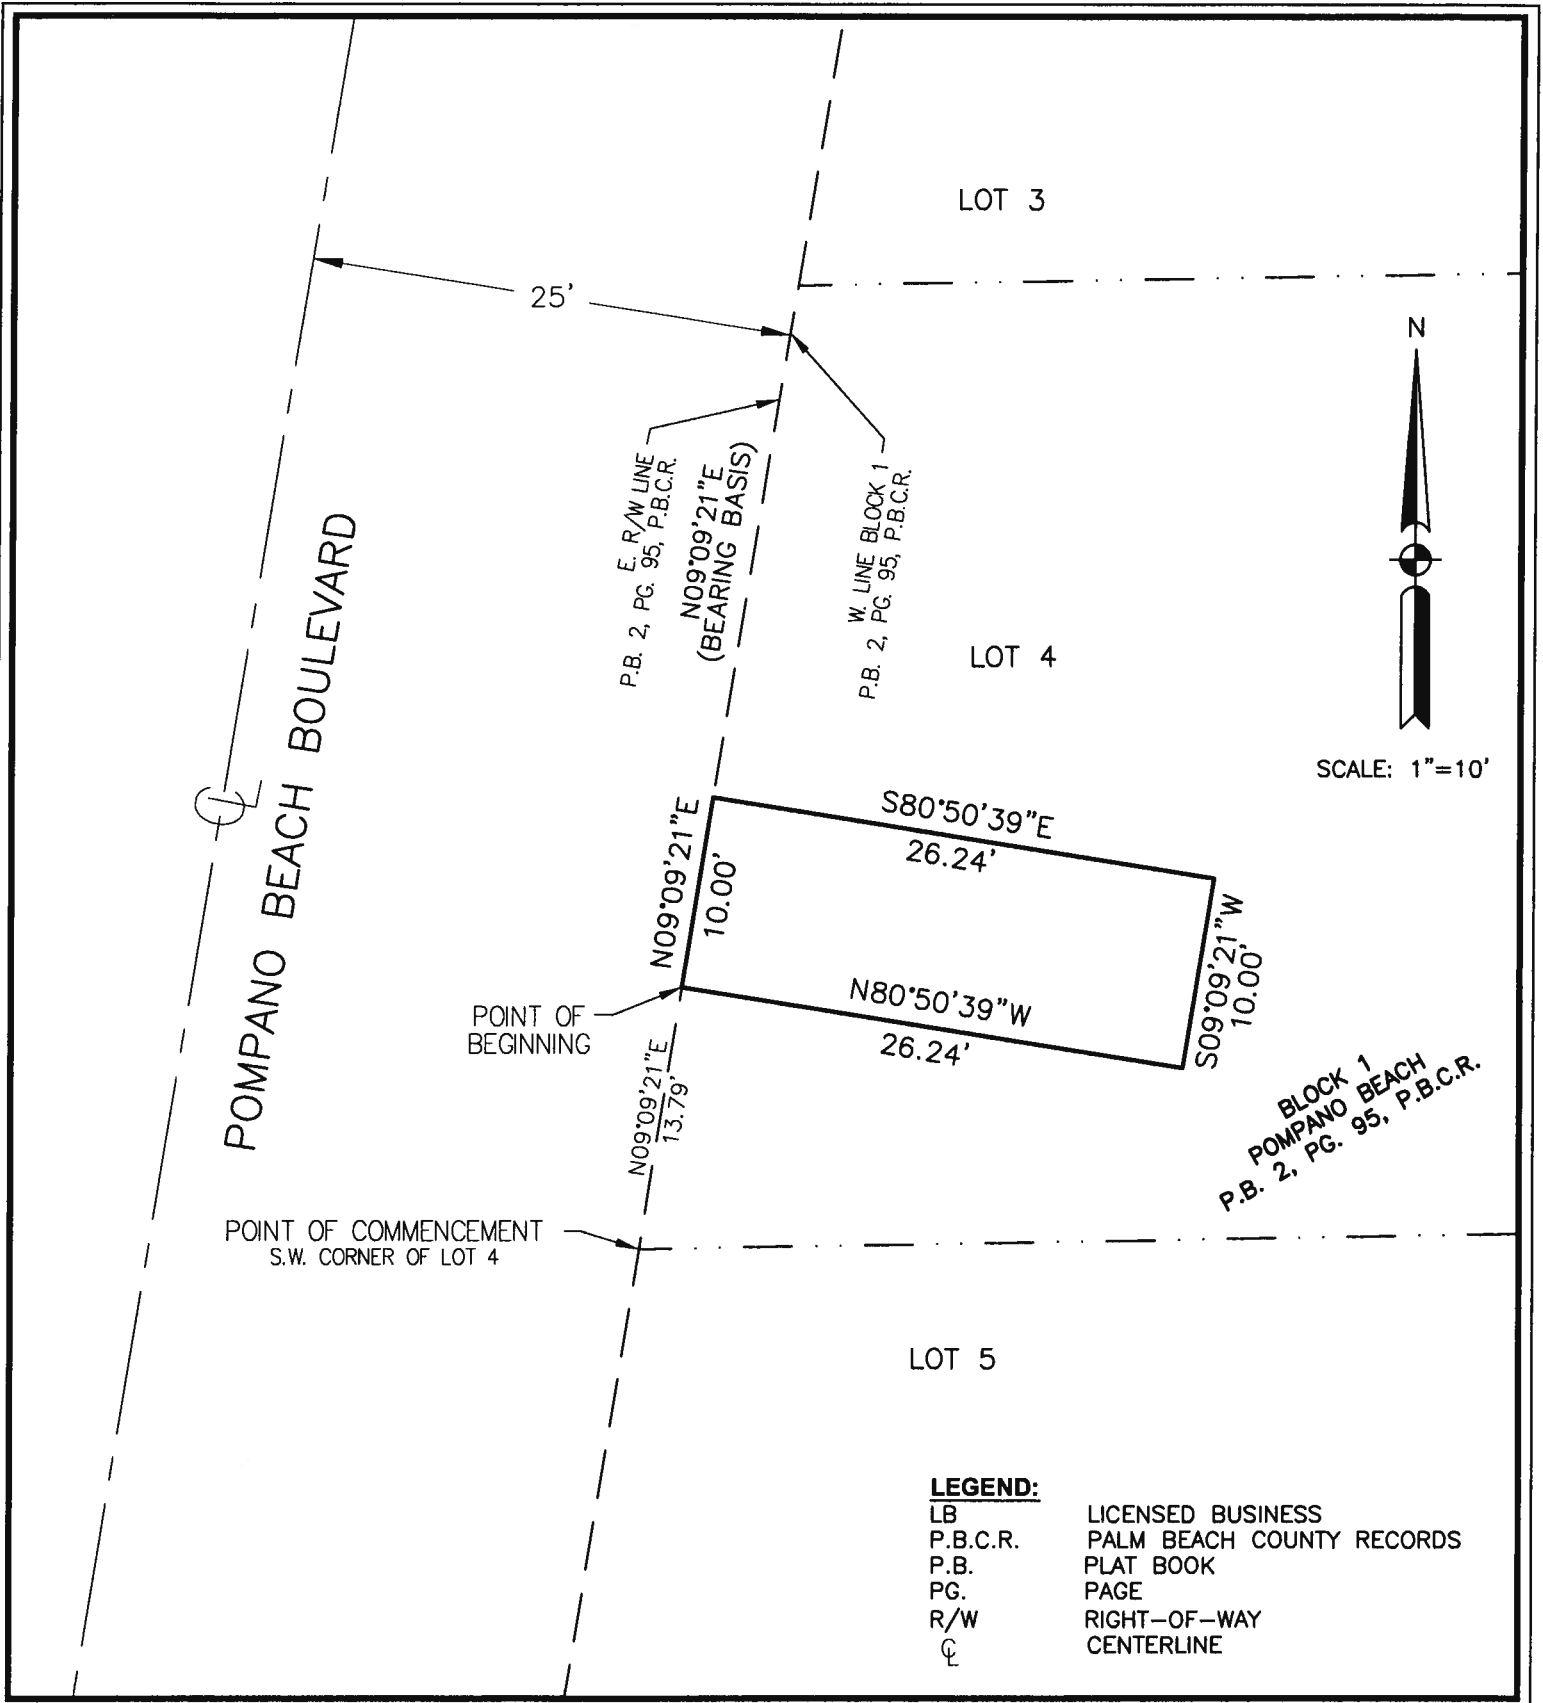 LOT 3
25'
N
E. R/W LINE
P.B. 2, PG. 95, P.B.C.R.
N09°09'21"E
(BEARING BASIS)
W. LINE BLOCK 1
P.B. 2, PG. 95, P.B.C.R.
LOT 4
SCALE: 1"=10'
POMPANO BEACH BOULEVARD
S80°50'39"E
26.24'
N09°09'21"E
10.00'
S09°09'21"W
10.00'
N80°50'39"W
26.24'
POINT OF
BEGINNING
N09°09'21"E
13.79'
BLOCK 1
POMPANO BEACH
P.B. 2, PG. 95, P.B.C.R.
POINT OF COMMENCEMENT
S.W. CORNER OF LOT 4
LOT 5
LEGEND:
LB LICENSED BUSINESS
P.B.C.R. PALM BEACH COUNTY RECORDS
P.B. PLAT BOOK
PG. PAGE
R/W RIGHT-OF-WAY
℄ CENTERLINE